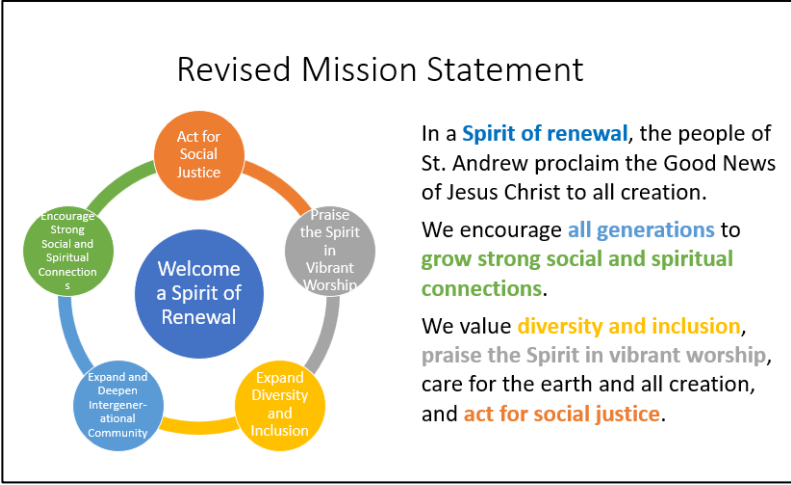 Revised Mission Statement
Act for
Social
Justice
Praise
the Spirit
in
Vibrant
Worship
Expand
Diversity
and
Inclusion
Expand and
Deepen
Intergener-
ational
Community
Encourage
Strong
Social and
Spiritual
Connection
s
Welcome
a Spirit of
Renewal
In a Spirit of renewal, the people of
St. Andrew proclaim the Good News
of Jesus Christ to all creation.
We encourage all generations to
grow strong social and spiritual
connections.
We value diversity and inclusion,
praise the Spirit in vibrant worship,
care for the earth and all creation,
and act for social justice.